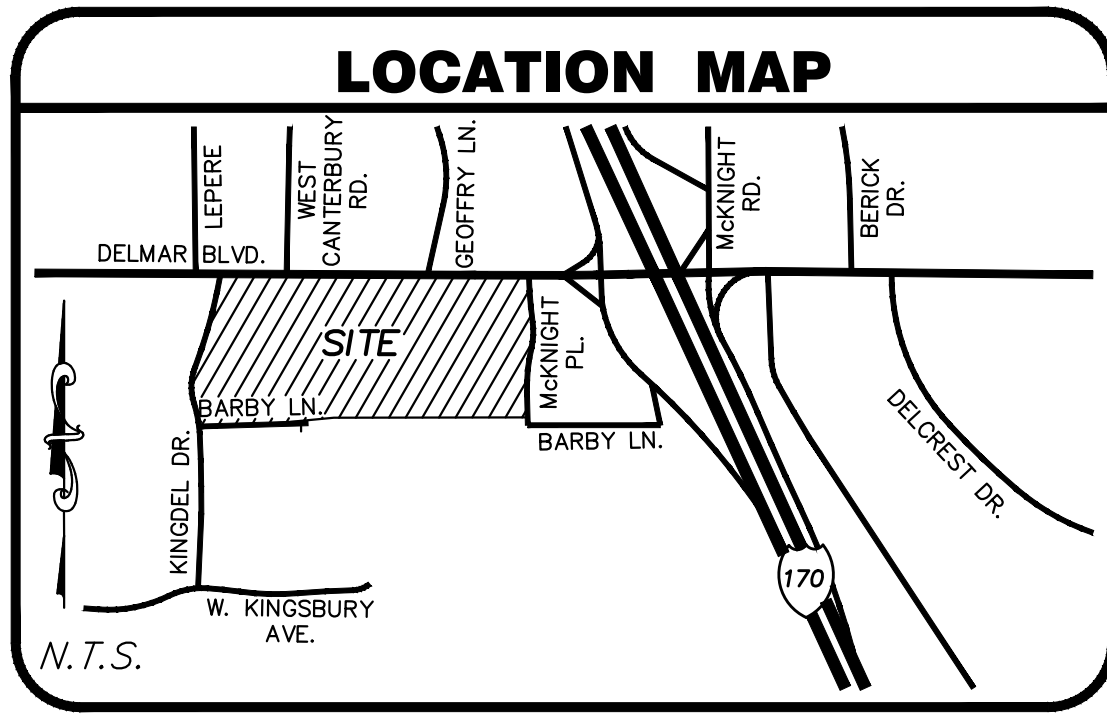 LOCATION MAP
LEPERE
WEST
CANTERBURY
RD.
GEOFFRY LN.
McKNIGHT
RD.
BERICK
DR.
DELMAR BLVD.
SITE
McKNIGHT
PL.
BARBY LN.
BARBY LN.
DELCREST DR.
KINGDEL DR.
170
W. KINGSBURY
AVE.
N.T.S.